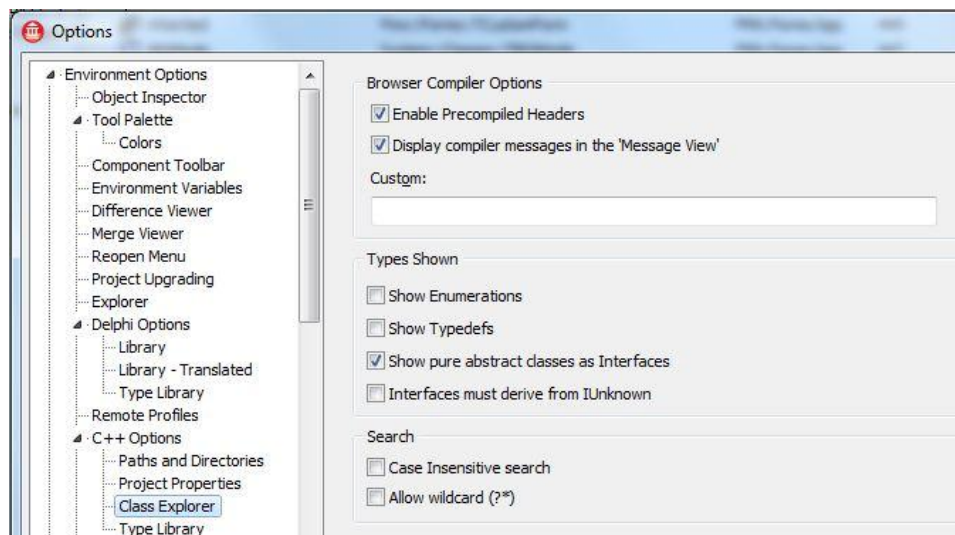 Options
Environment Options
Object Inspector
Tool Palette
Colors
Component Toolbar
Environment Variables
Difference Viewer
Merge Viewer
Reopen Menu
Project Upgrading
Explorer
Delphi Options
Library
Library - Translated
Type Library
Remote Profiles
C++ Options
Paths and Directories
Project Properties
Class Explorer
Type Library
Browser Compiler Options
Enable Precompiled Headers
Display compiler messages in the 'Message View'
Custom:
Types Shown
Show Enumerations
Show Typedefs
Show pure abstract classes as Interfaces
Interfaces must derive from IUnknown
Search
Case Insensitive search
Allow wildcard (?*)